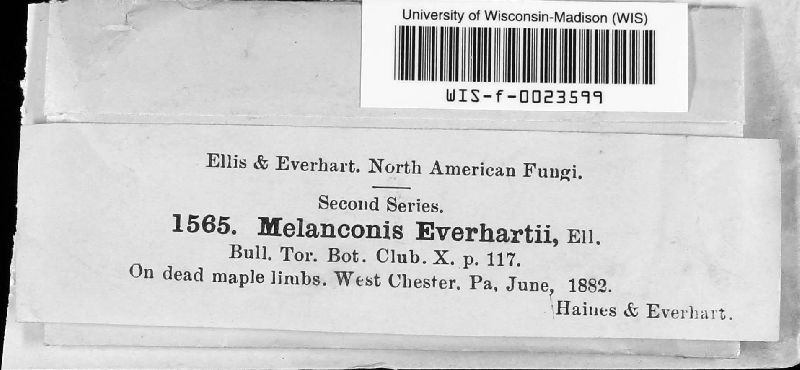 University of Wisconsin-Madison (WIS)
WIS-f-0023599
Ellis & Everhart. North American Fungi.
Second Series.
1565. Melanconis Everhartii, Ell.
Bull. Tor. Bot. Club. X. p. 117.
On dead maple limbs. West Chester. Pa, June, 1882.
Haines & Everhart.